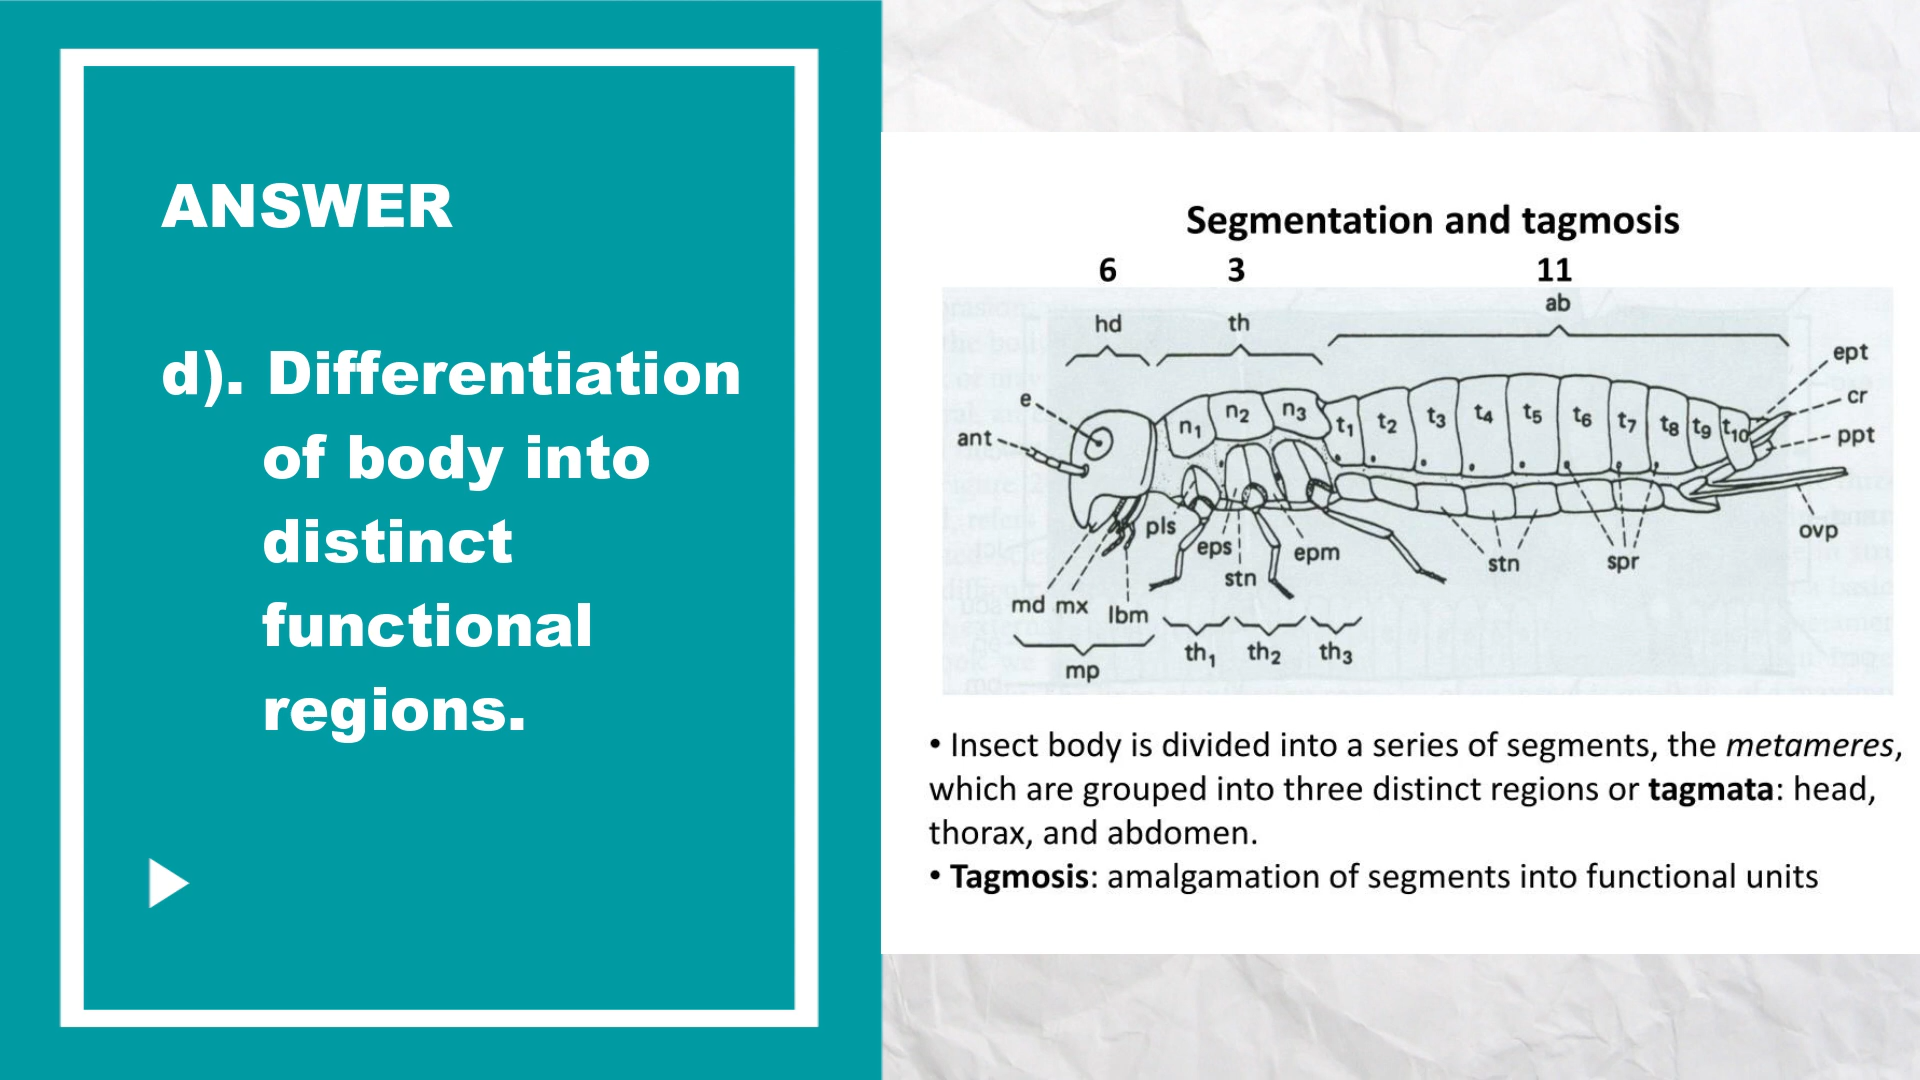 ANSWER
d). Differentiation
of body into
distinct
functional
regions.
Segmentation and tagmosis
6 3 11
ab
hd th
ept
cr
e
ant
ppt
n1 n2 n3 t1 t2 t3 t4 t5 t6 t7 t8 t9 t10
pls
eps
epm
stn
stn
spr
ovp
md mx lbm
th1 th2 th3
mp
• Insect body is divided into a series of segments, the metameres,
which are grouped into three distinct regions or tagmata: head,
thorax, and abdomen.
• Tagmosis: amalgamation of segments into functional units